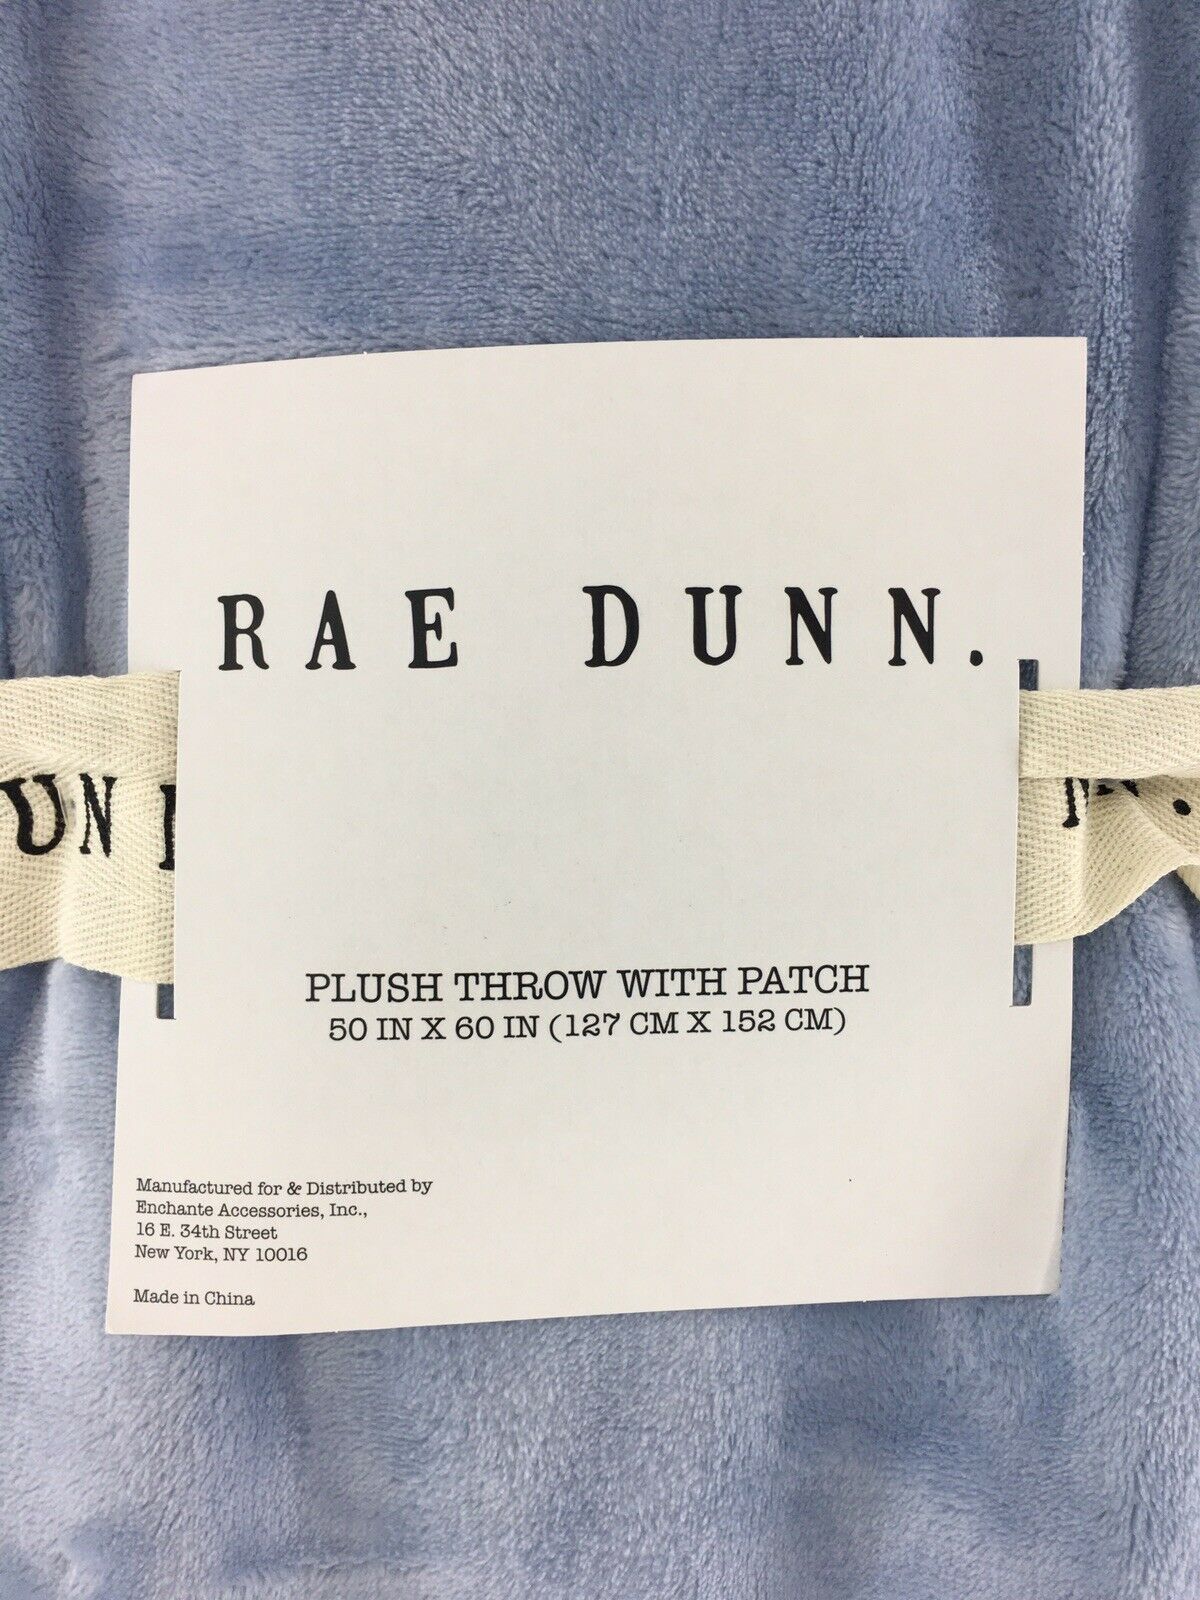 RAE DUNN.
UN
PLUSH THROW WITH PATCH
50 IN X 60 IN (127 CM X 152 CM)
Manufactured for & Distributed by
Enchante Accessories, Inc.,
16 E. 34th Street
New York, NY 10016
Made in China